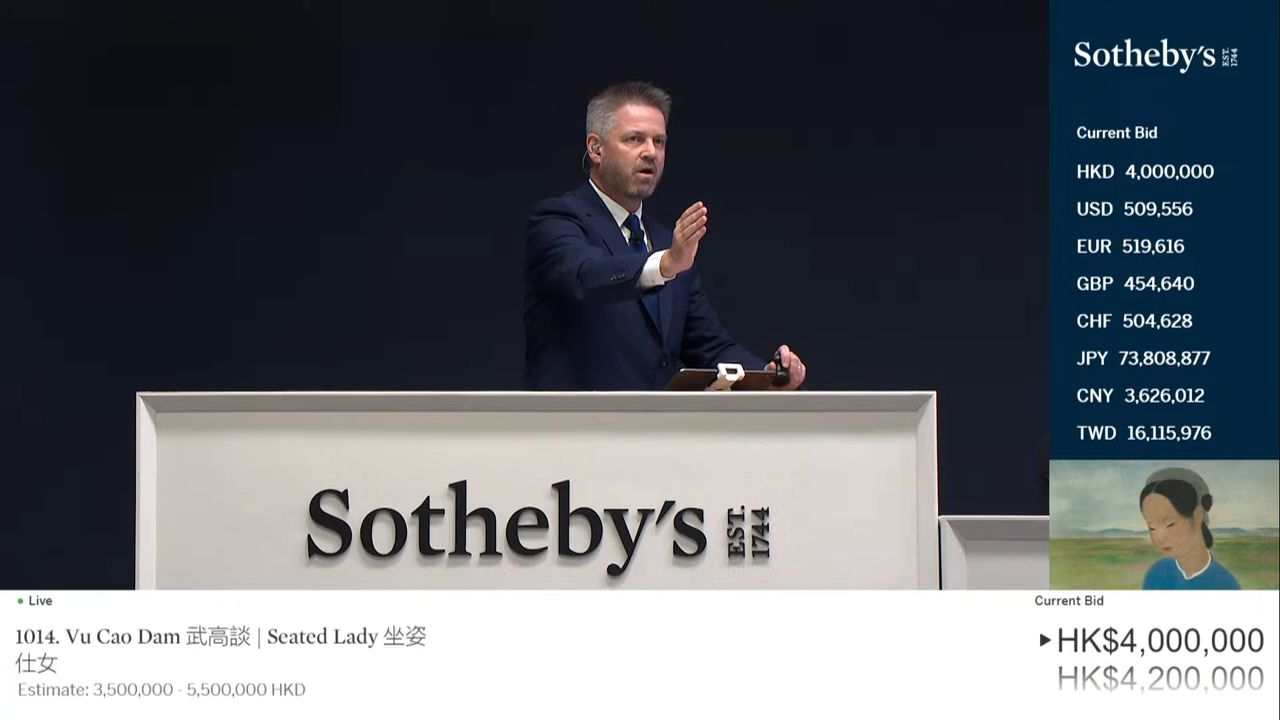 Sotheby's EST. 1744
Current Bid
HKD 4,000,000
USD 509,556
EUR 519,616
GBP 454,640
CHF 504,628
JPY 73,808,877
CNY 3,626,012
TWD 16,115,976
Sotheby's EST. 1744
Live
1014. Vu Cao Dam 武高談 | Seated Lady 坐姿
仕女
Estimate: 3,500,000 - 5,500,000 HKD
Current Bid
HK$4,000,000
HK$4,200,000